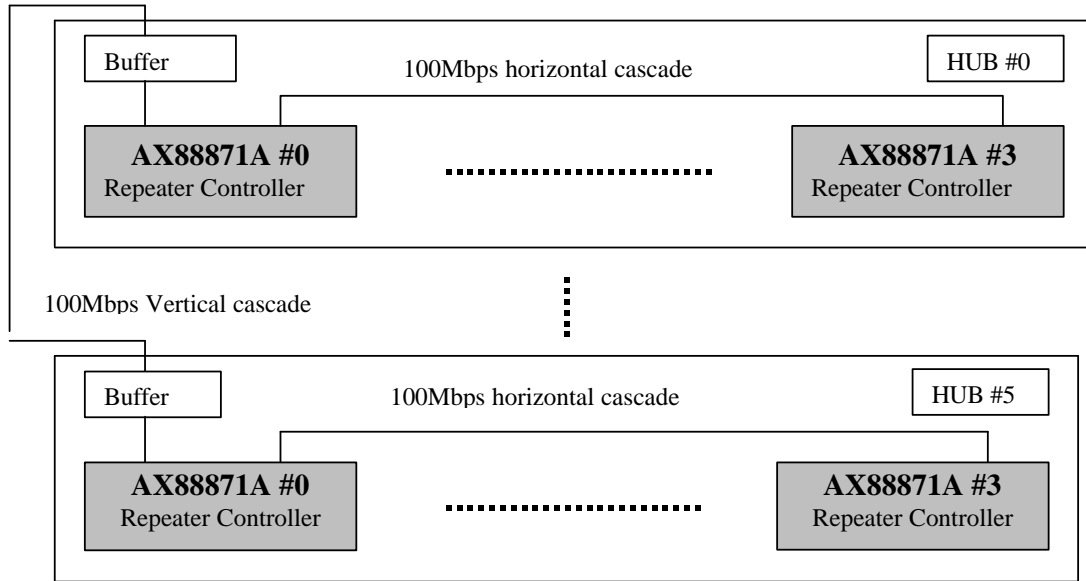 Buffer
100Mbps horizontal cascade
HUB #0
AX88871A #0
Repeater Controller
AX88871A #3
Repeater Controller
100Mbps Vertical cascade
Buffer
100Mbps horizontal cascade
HUB #5
AX88871A #0
Repeater Controller
AX88871A #3
Repeater Controller